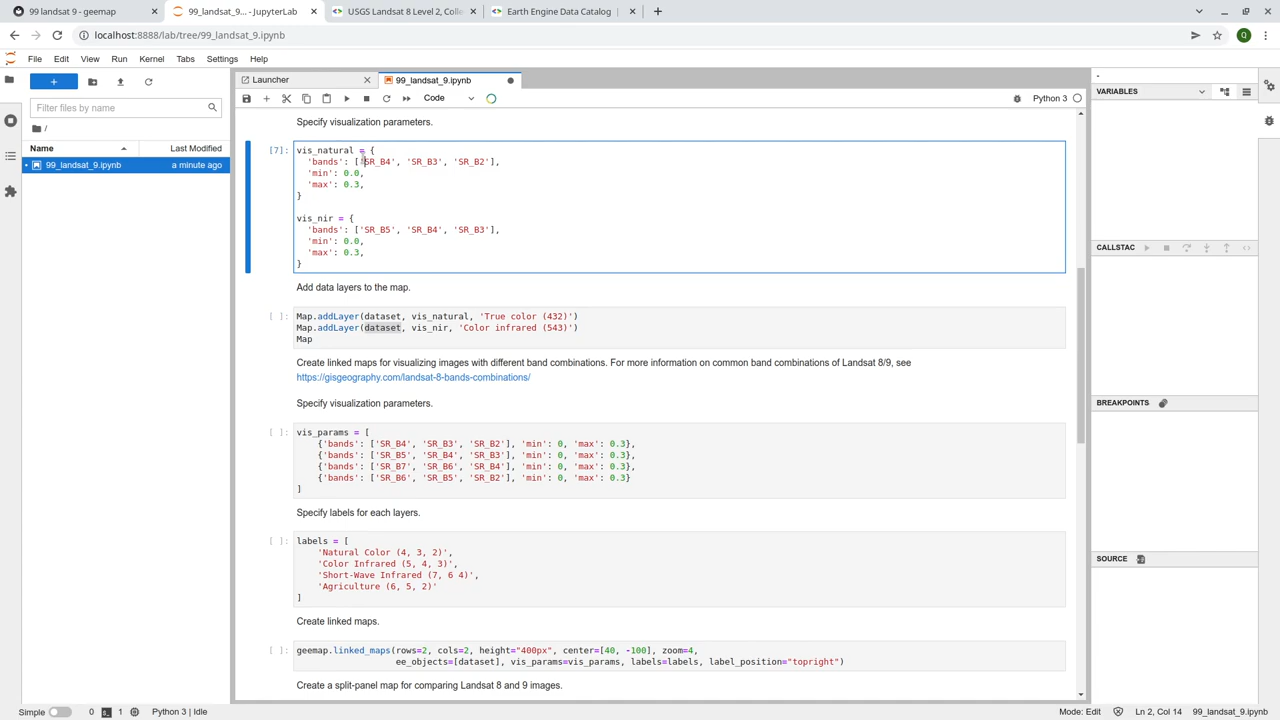 99 landsat 9 - geemap
99_landsat_9... - JupyterLab
USGS Landsat 8 Level 2, Colle
Earth Engine Data Catalog
localhost:8888/lab/tree/99_landsat_9.ipynb
Q
File Edit View Run Kernel Tabs Settings Help
Launcher
99_landsat_9.ipynb
-
Code
Python 3
VARIABLES
Filter files by name
/
Name
Last Modified
99_landsat_9.ipynb
a minute ago
Specify visualization parameters.
[7]:
vis_natural = {
'bands': ['SR_B4', 'SR_B3', 'SR_B2'],
'min': 0.0,
'max': 0.3,
}
vis_nir = {
'bands': ['SR_B5', 'SR_B4', 'SR_B3'],
'min': 0.0,
'max': 0.3,
}
CALLSTAC
Add data layers to the map.
[ ]:
Map.addLayer(dataset, vis_natural, 'True color (432)')
Map.addLayer(dataset, vis_nir, 'Color infrared (543)')
Map
Create linked maps for visualizing images with different band combinations. For more information on common band combinations of Landsat 8/9, see
https://gisgeography.com/landsat-8-bands-combinations/
Specify visualization parameters.
BREAKPOINTS
[ ]:
vis_params = [
{'bands': ['SR_B4', 'SR_B3', 'SR_B2'], 'min': 0, 'max': 0.3},
{'bands': ['SR_B5', 'SR_B4', 'SR_B3'], 'min': 0, 'max': 0.3},
{'bands': ['SR_B7', 'SR_B6', 'SR_B4'], 'min': 0, 'max': 0.3},
{'bands': ['SR_B6', 'SR_B5', 'SR_B2'], 'min': 0, 'max': 0.3}
]
Specify labels for each layers.
[ ]:
labels = [
'Natural Color (4, 3, 2)',
'Color Infrared (5, 4, 3)',
'Short-Wave Infrared (7, 6 4)',
'Agriculture (6, 5, 2)'
]
SOURCE
Create linked maps.
[ ]:
geemap.linked_maps(rows=2, cols=2, height="400px", center=[40, -100], zoom=4,
ee_objects=[dataset], vis_params=vis_params, labels=labels, label_position="topright")
Create a split-panel map for comparing Landsat 8 and 9 images.
Simple
0
1
Python 3 | Idle
Mode: Edit
Ln 2, Col 14
99_landsat_9.ipynb